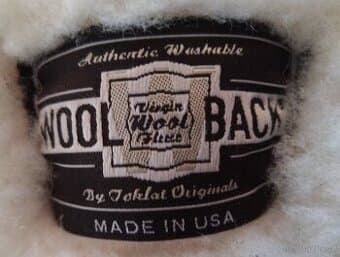 Authentic Washable
WOOL BACK
Virgin
Wool
Fleece
By Toklat Originals
MADE IN USA